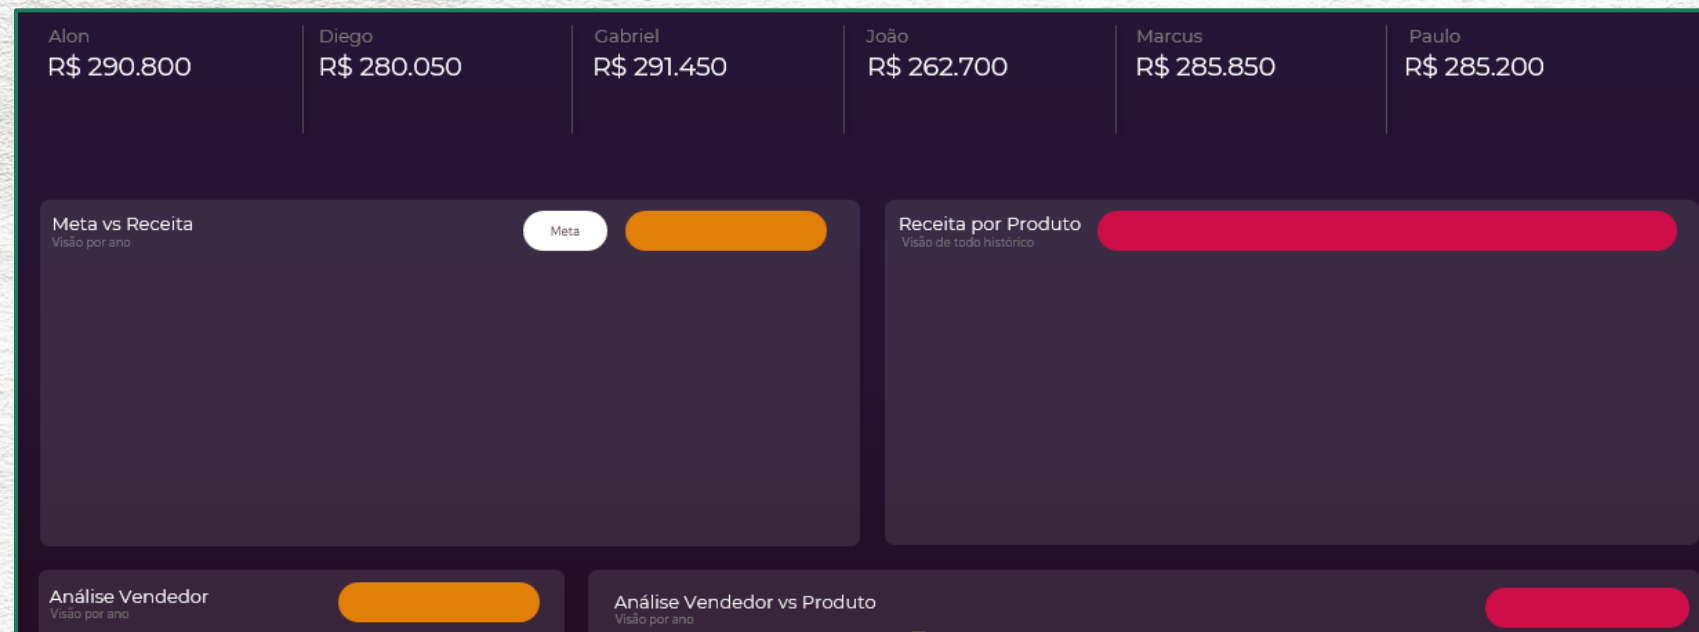 Alon
R$ 290.800
Diego
R$ 280.050
Gabriel
R$ 291.450
João
R$ 262.700
Marcus
R$ 285.850
Paulo
R$ 285.200
Meta vs Receita
Visão por ano
Meta
Receita por Produto
Visão de todo histórico
Análise Vendedor
Visão por ano
Análise Vendedor vs Produto
Visão por ano